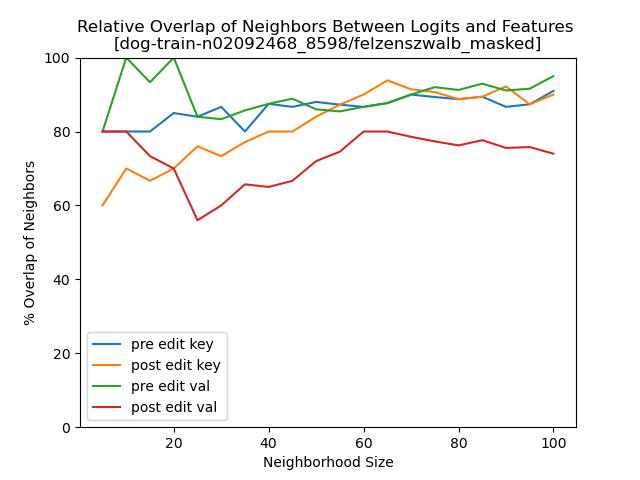 Relative Overlap of Neighbors Between Logits and Features
[dog-train-n02092468_8598/felzenszwalb_masked]
% Overlap of Neighbors
100
80
60
40
20
0
pre edit key
post edit key
pre edit val
post edit val
20 40 60 80 100
Neighborhood Size